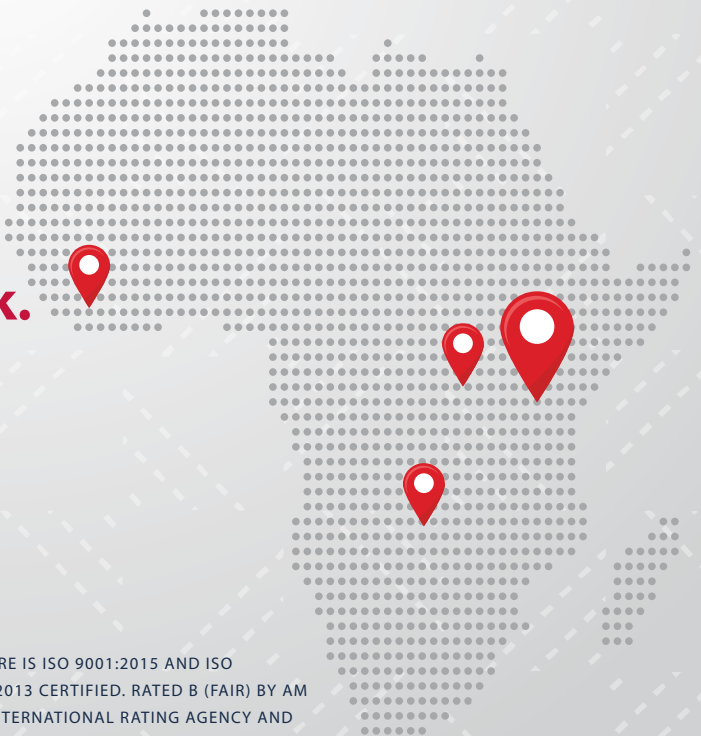 x.
RE IS ISO 9001:2015 AND ISO
2013 CERTIFIED. RATED B (FAIR) BY AM
TERNATIONAL RATING AGENCY AND